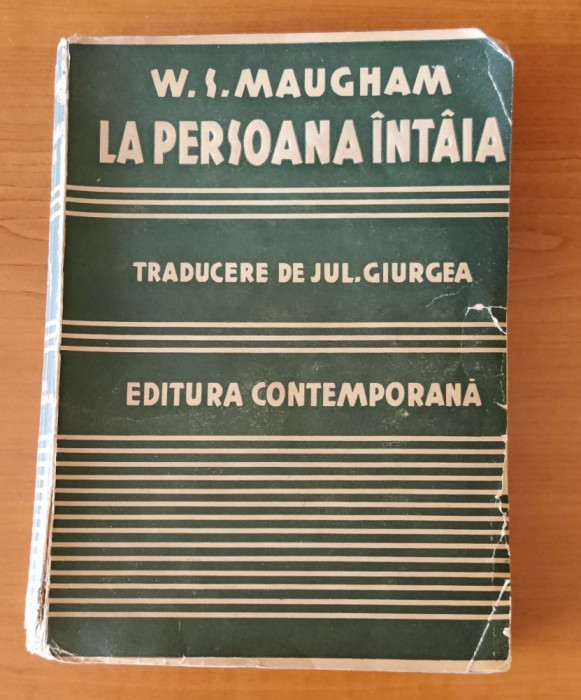 W.S.MAUGHAM
LA PERSOANA ÎNTÂIA
TRADUCERE DE JUL.GIURGEA
EDITURA CONTEMPORANĂ